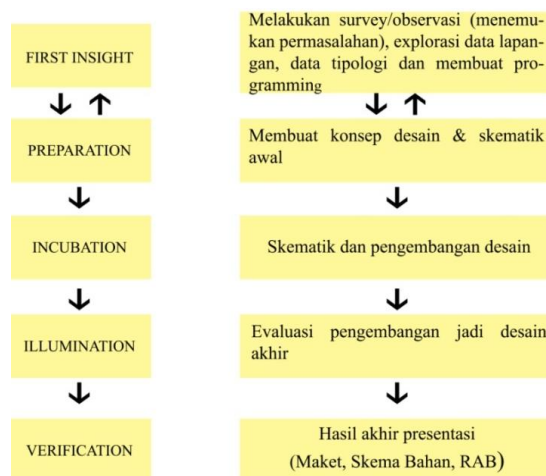 FIRST INSIGHT
Melakukan survey/observasi (menemu-
kan permasalahan), explorasi data lapan-
gan, data tipologi dan membuat pro-
gramming
PREPARATION
Membuat konsep desain & skematik
awal
INCUBATION
Skematik dan pengembangan desain
ILLUMINATION
Evaluasi pengembangan jadi desain
akhir
VERIFICATION
Hasil akhir presentasi
(Maket, Skema Bahan, RAB)